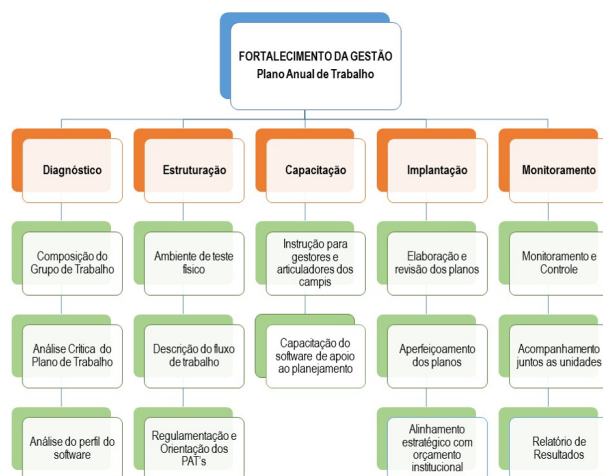 FORTALECIMENTO DA GESTÃO
Plano Anual de Trabalho
Diagnóstico
Estruturação
Capacitação
Implantação
Monitoramento
Composição do
Grupo de Trabalho
Ambiente de teste
físico
Instrução para
gestores e
articuladores dos
campis
Elaboração e
revisão dos planos
Monitoramento e
Controle
Análise Crítica do
Plano de Trabalho
Descrição do fluxo
de trabalho
Capacitação do
software de apoio
ao planejamento
Aperfeiçoamento
dos planos
Acompanhamento
juntos as unidades
Análise do perfil do
software
Regulamentação e
Orientação dos
PAT's
Alinhamento
estratégico com
orçamento
institucional
Relatório de
Resultados